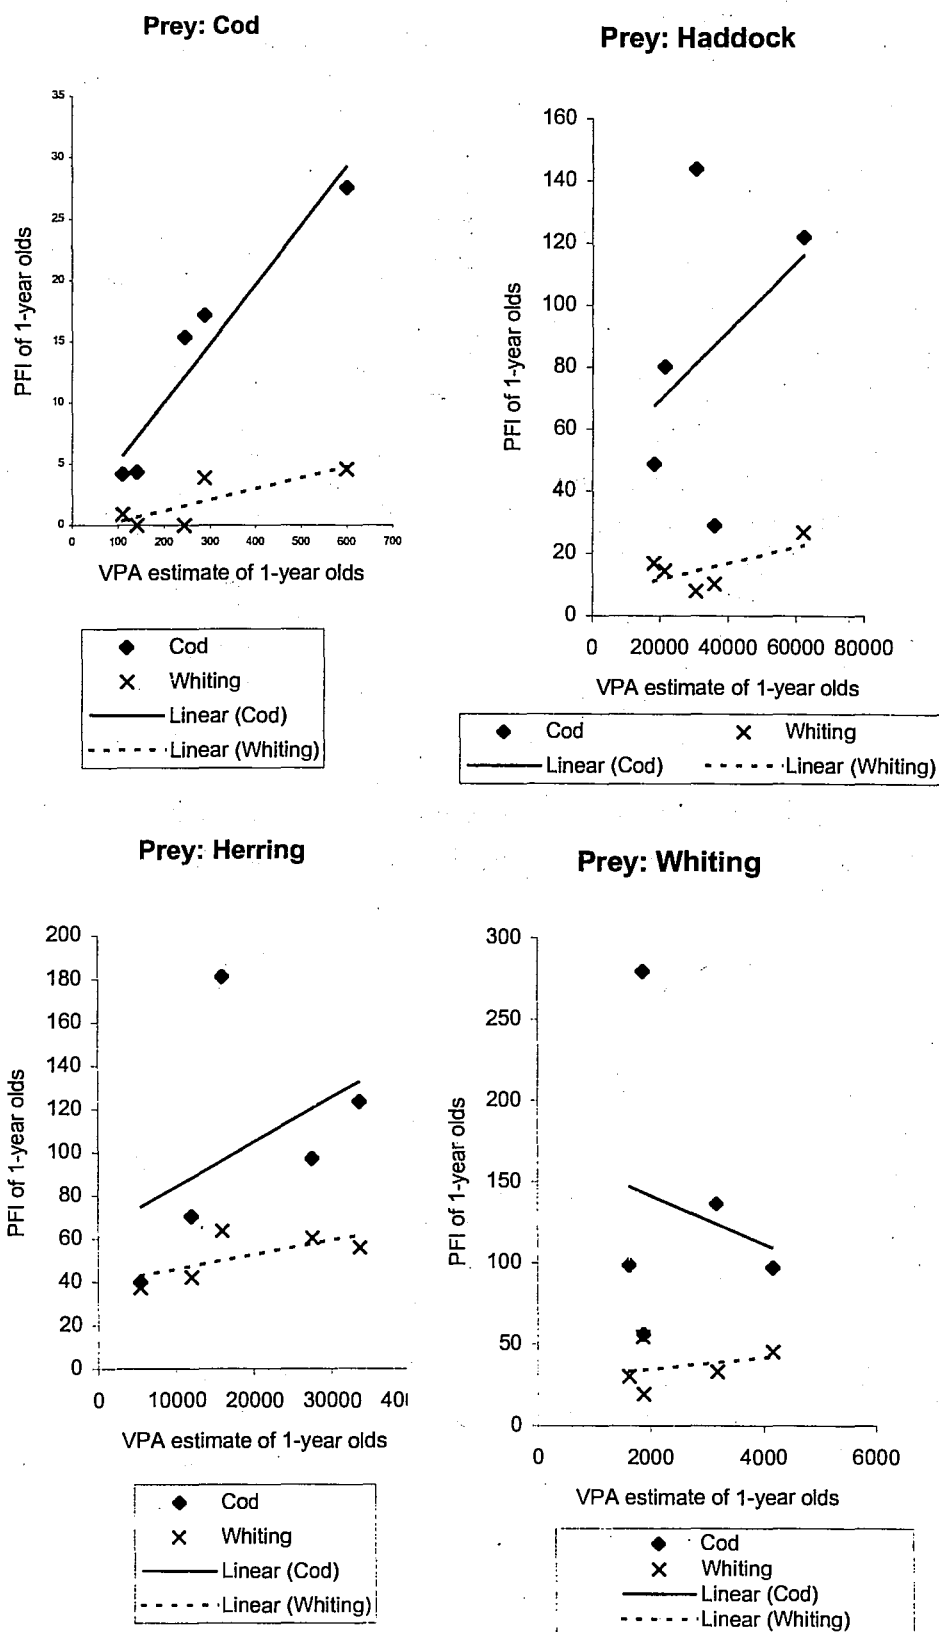 Prey: Cod
35
30
25
20
15
10
5
0
PFI of 1-year olds
0 100 200 300 400 500 600 700
VPA estimate of 1-year olds
Cod
Whiting
Linear (Cod)
Linear (Whiting)
Prey: Haddock
160
140
120
100
80
60
40
20
0
PFI of 1-year olds
0 20000 40000 60000 80000
VPA estimate of 1-year olds
Cod Whiting
Linear (Cod) Linear (Whiting)
Prey: Herring
200
180
160
140
120
100
80
60
40
20
0
PFI of 1-year olds
0 10000 20000 30000
VPA estimate of 1-year olds
Cod
Whiting
Linear (Cod)
Linear (Whiting)
Prey: Whiting
300
250
200
150
100
50
0
PFI of 1-year olds
0 2000 4000 6000
VPA estimate of 1-year olds
Cod
Whiting
Linear (Cod)
Linear (Whiting)